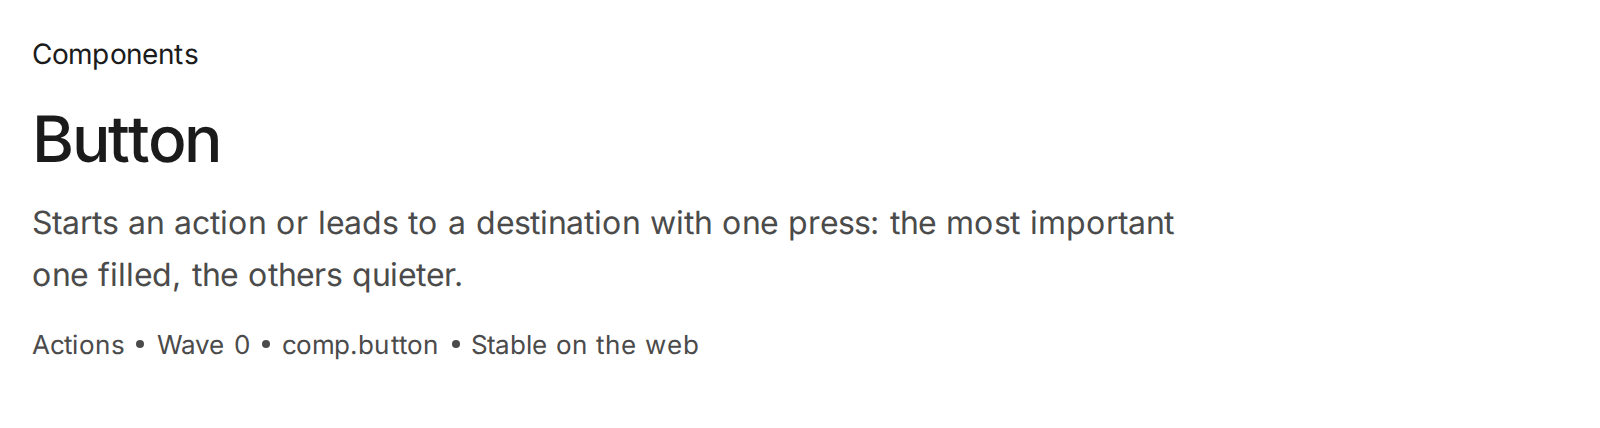 Components
Button
Starts an action or leads to a destination with one press: the most important
one filled, the others quieter.
Actions • Wave 0 • comp.button • Stable on the web